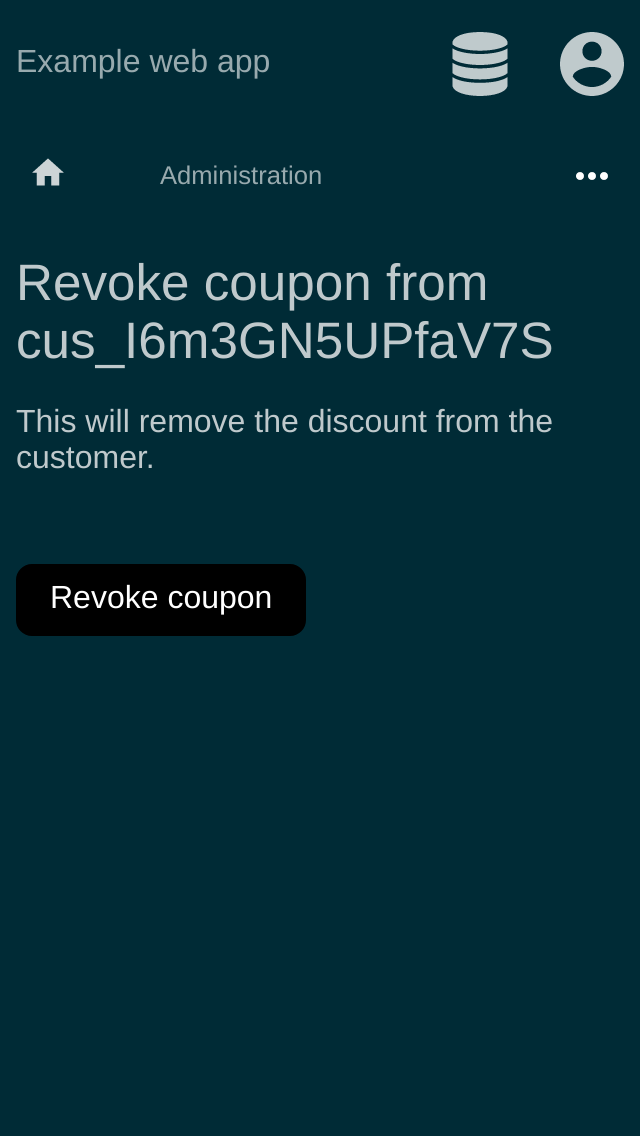 Example web app
Administration
Revoke coupon from
cus_I6m3GN5UPfaV7S
This will remove the discount from the
customer.
Revoke coupon